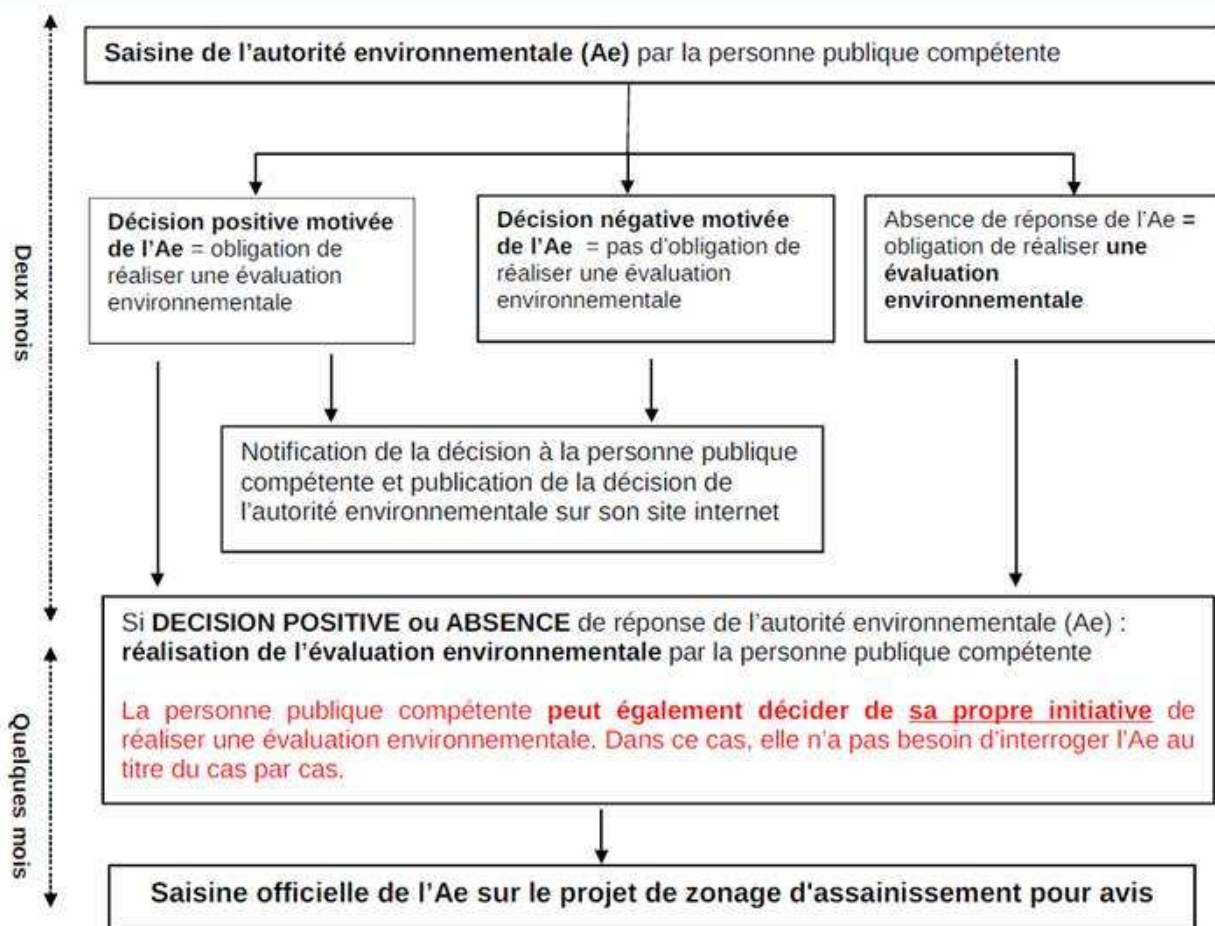 Saisine de l'autorité environnementale (Ae) par la personne publique compétente
Décision positive motivée
de l'Ae = obligation de
réaliser une évaluation
environnementale
Décision négative motivée
de l'Ae = pas d'obligation de
réaliser une évaluation
environnementale
Absence de réponse de l'Ae =
obligation de réaliser une
évaluation
environnementale
Deux mois
Notification de la décision à la personne publique
compétente et publication de la décision de
l'autorité environnementale sur son site internet
Si DECISION POSITIVE ou ABSENCE de réponse de l'autorité environnementale (Ae) :
réalisation de l'évaluation environnementale par la personne publique compétente
La personne publique compétente peut également décider de sa propre initiative de
réaliser une évaluation environnementale. Dans ce cas, elle n'a pas besoin d'interroger l'Ae au
titre du cas par cas.
Quelques mois
Saisine officielle de l'Ae sur le projet de zonage d'assainissement pour avis